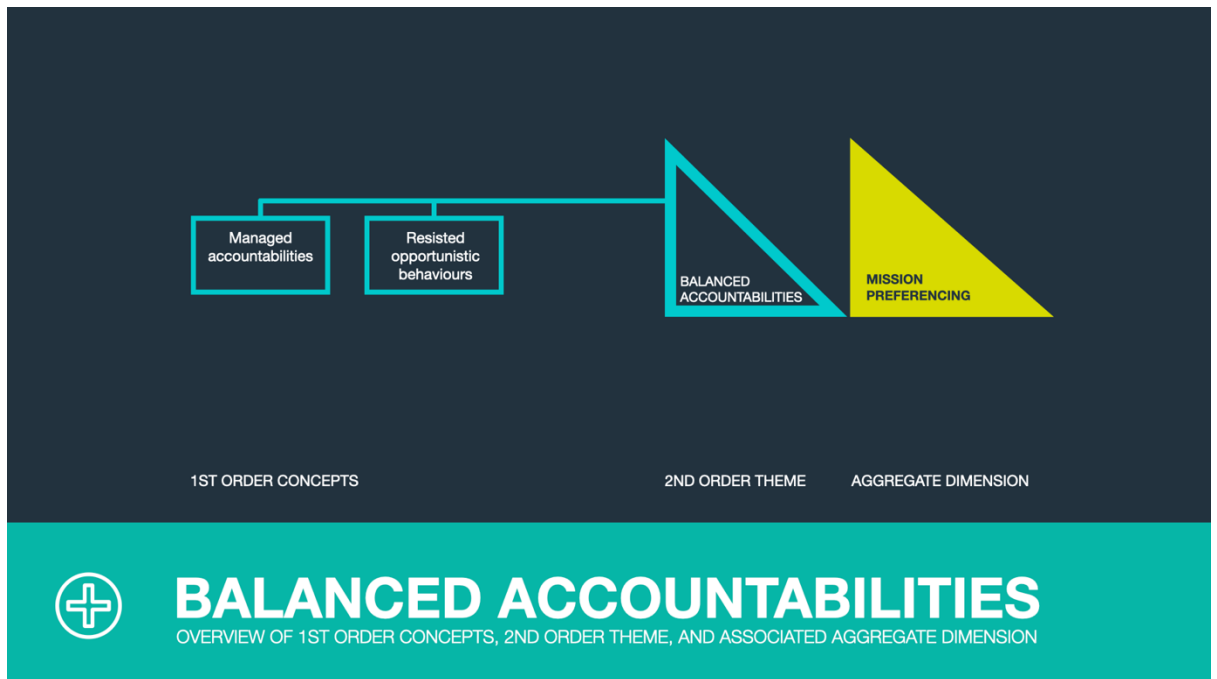 Managed
accountabilities
Resisted
opportunistic
behaviours
BALANCED
ACCOUNTABILITIES
MISSION
PREFERENCING
1ST ORDER CONCEPTS
2ND ORDER THEME
AGGREGATE DIMENSION
BALANCED ACCOUNTABILITIES
OVERVIEW OF 1ST ORDER CONCEPTS, 2ND ORDER THEME, AND ASSOCIATED AGGREGATE DIMENSION